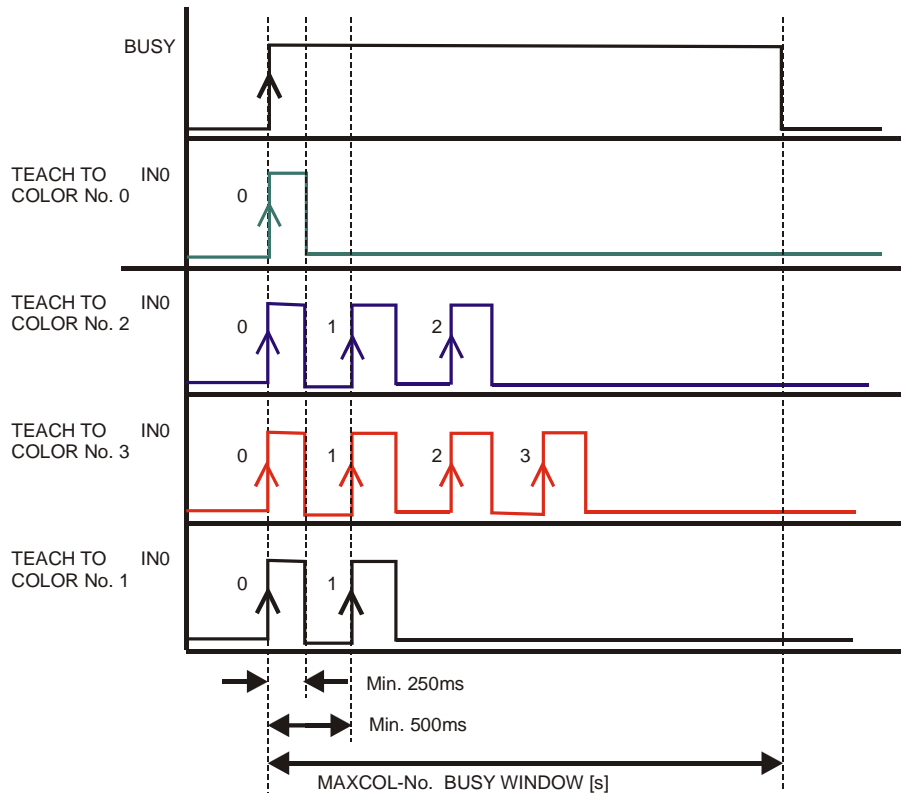 BUSY
TEACH TO IN0
COLOR No. 0
0
TEACH TO IN0
COLOR No. 2
0 1 2
TEACH TO IN0
COLOR No. 3
0 1 2 3
TEACH TO IN0
COLOR No. 1
0 1
Min. 250ms
Min. 500ms
MAXCOL-No. BUSY WINDOW [s]